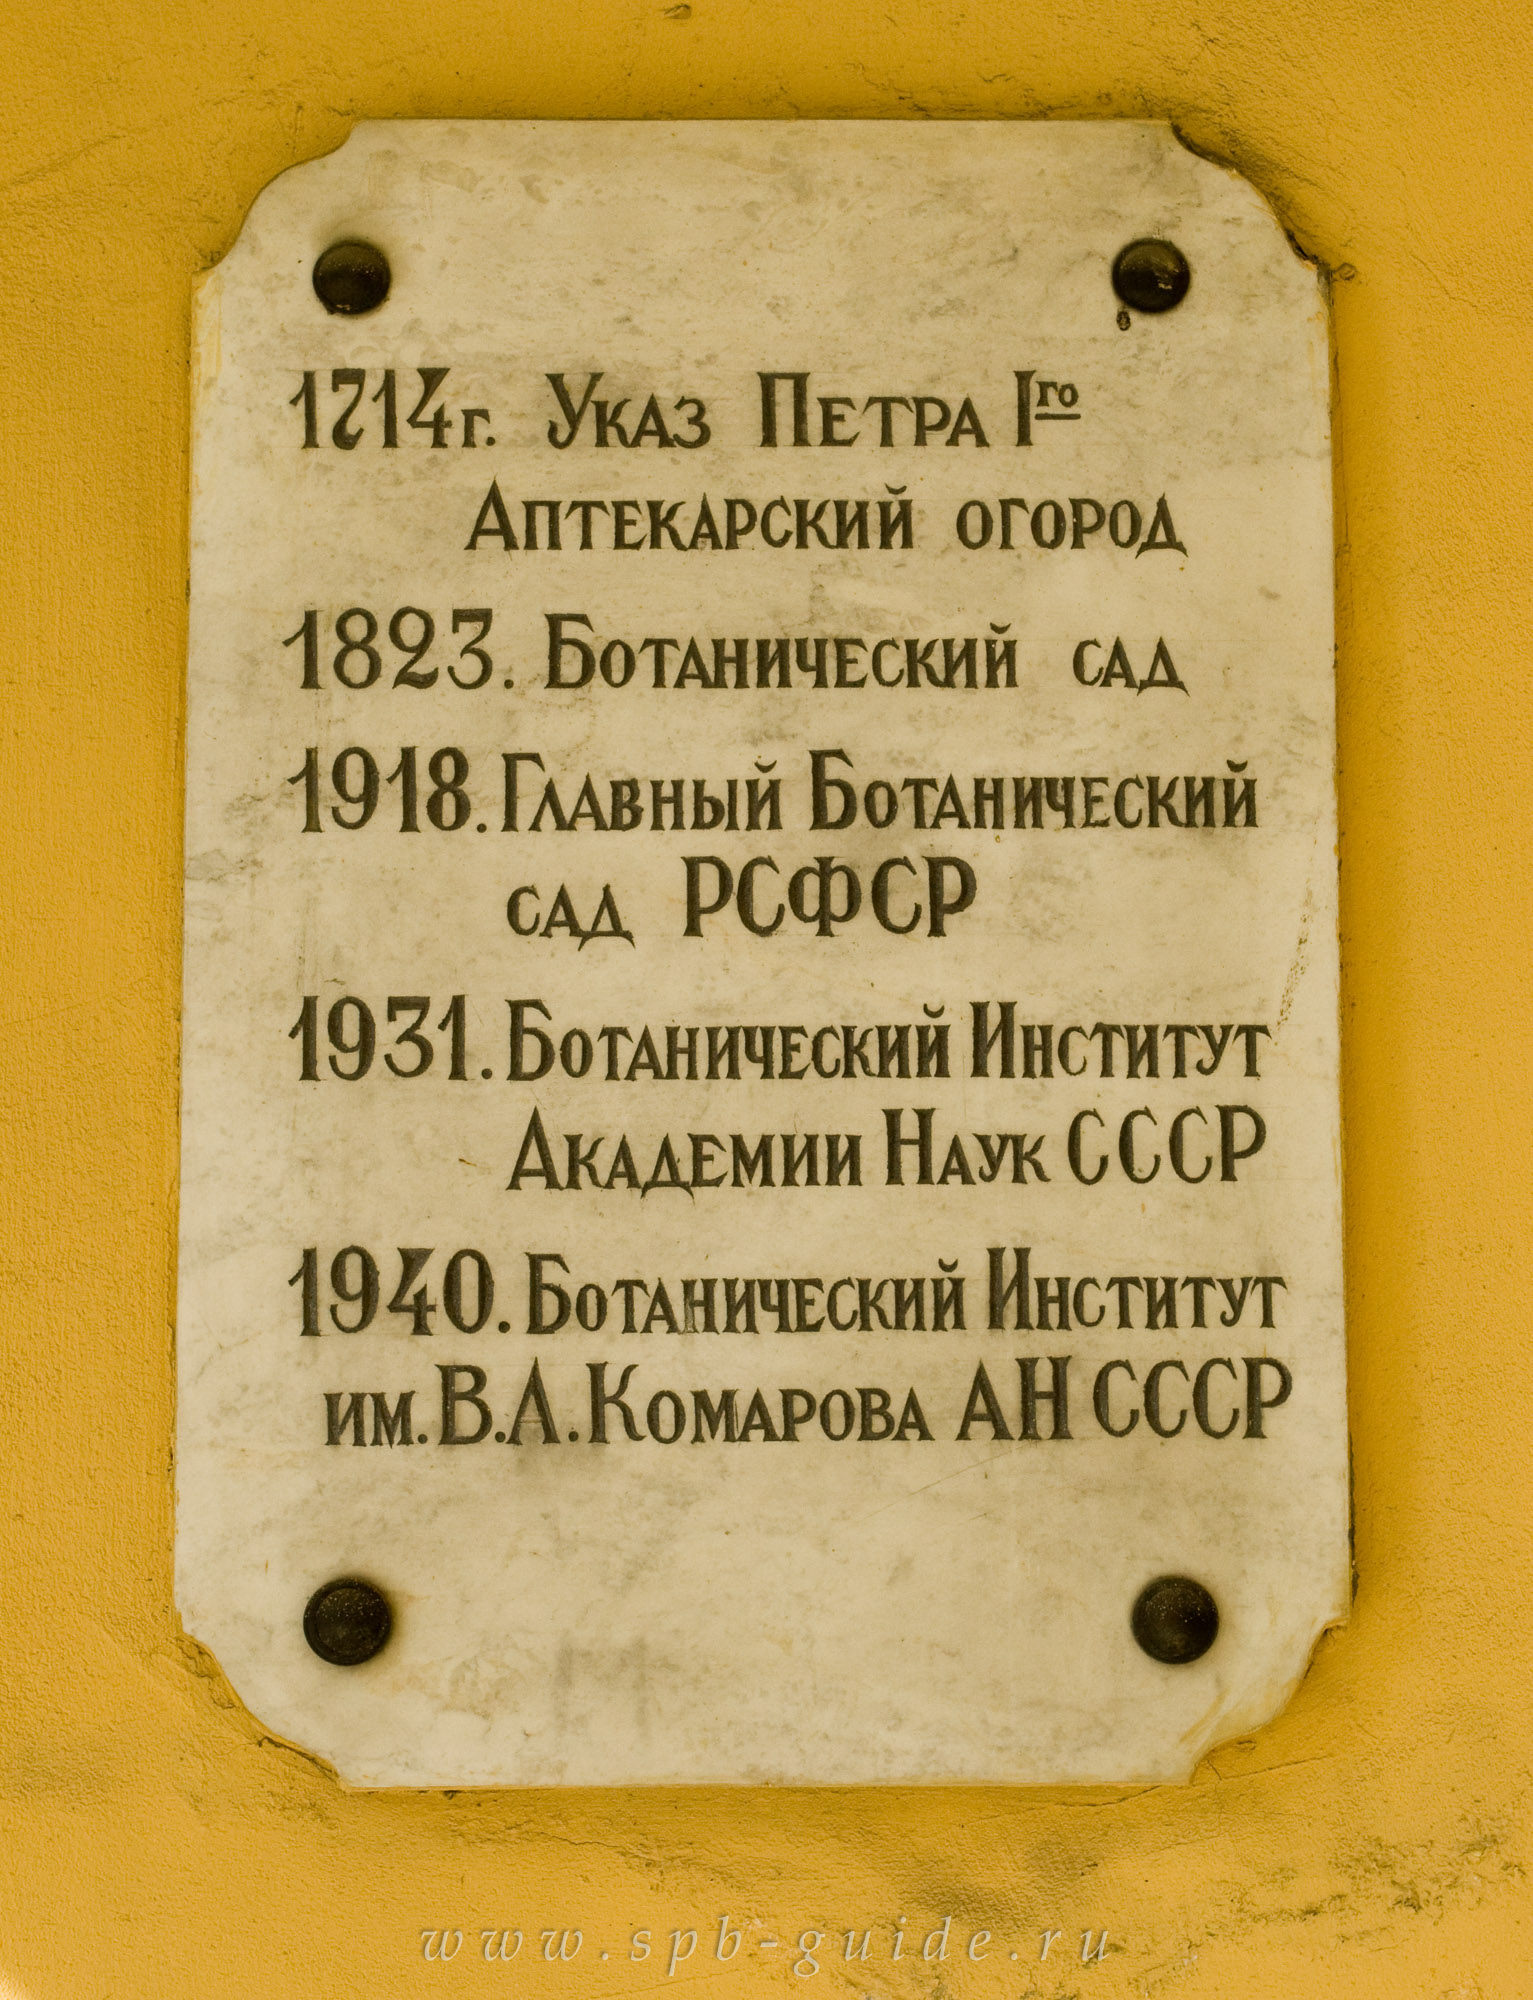 1714г. Указ Петра Iго
Аптекарский огород
1823. Ботанический сад
1918. Главный Ботанический
сад РСФСР
1931. Ботанический Институт
Академии Наук СССР
1940. Ботанический Институт
им. В.Л. Комарова АН СССР
www.spb-guide.ru